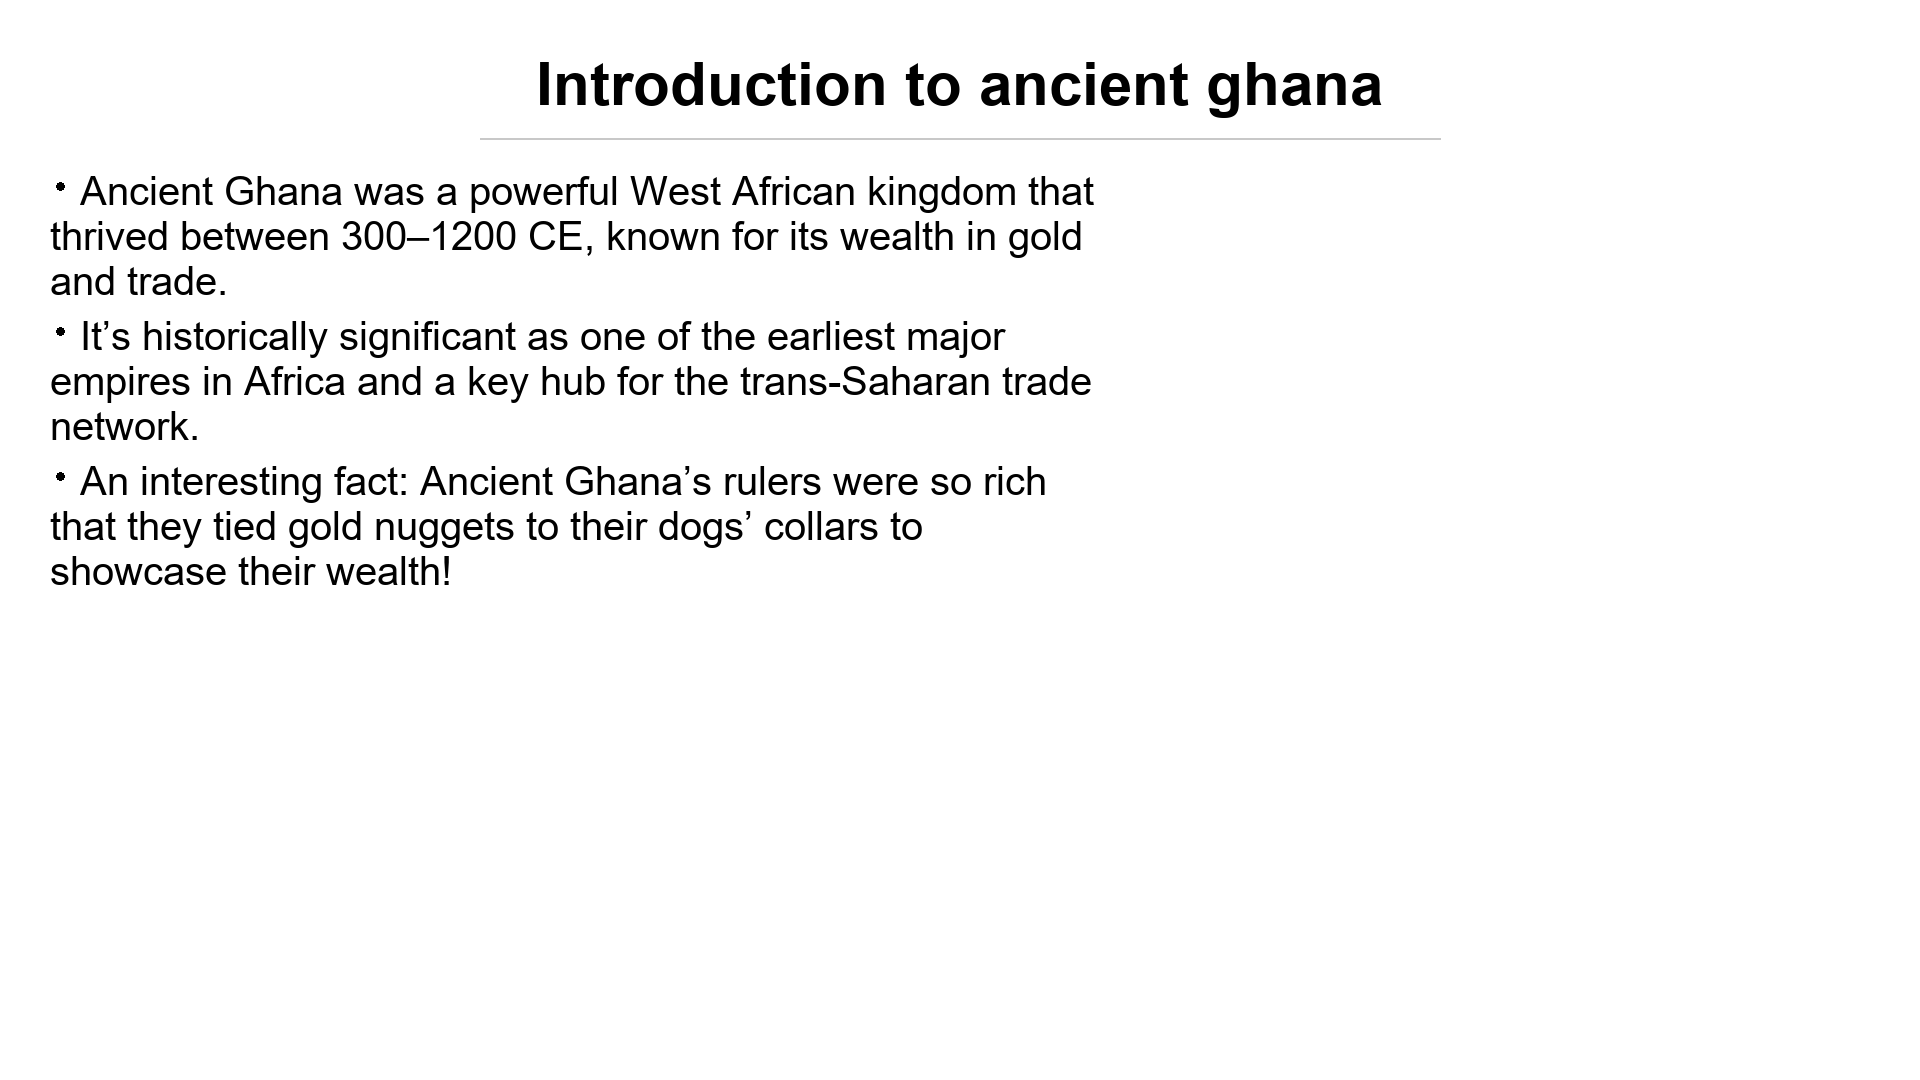 Introduction to ancient ghana
• Ancient Ghana was a powerful West African kingdom that
thrived between 300–1200 CE, known for its wealth in gold
and trade.
• It’s historically significant as one of the earliest major
empires in Africa and a key hub for the trans-Saharan trade
network.
• An interesting fact: Ancient Ghana’s rulers were so rich
that they tied gold nuggets to their dogs’ collars to
showcase their wealth!